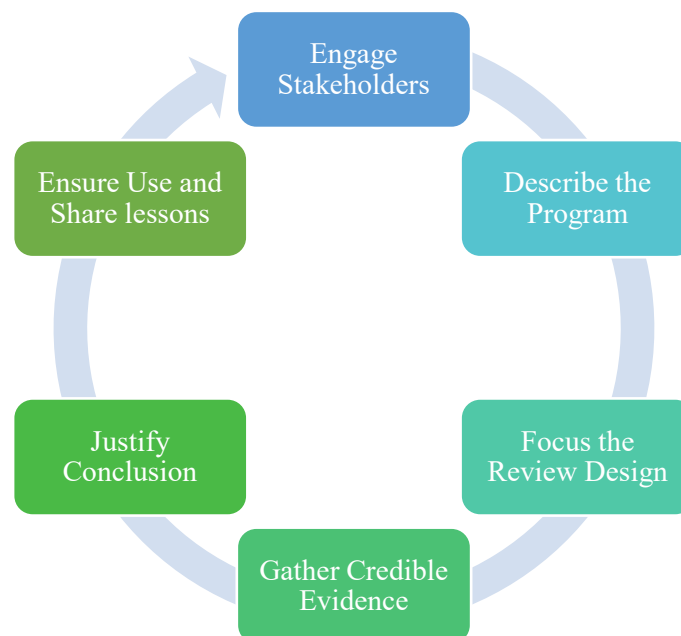 Engage
Stakeholders
Describe the
Program
Focus the
Review Design
Gather Credible
Evidence
Justify
Conclusion
Ensure Use and
Share lessons